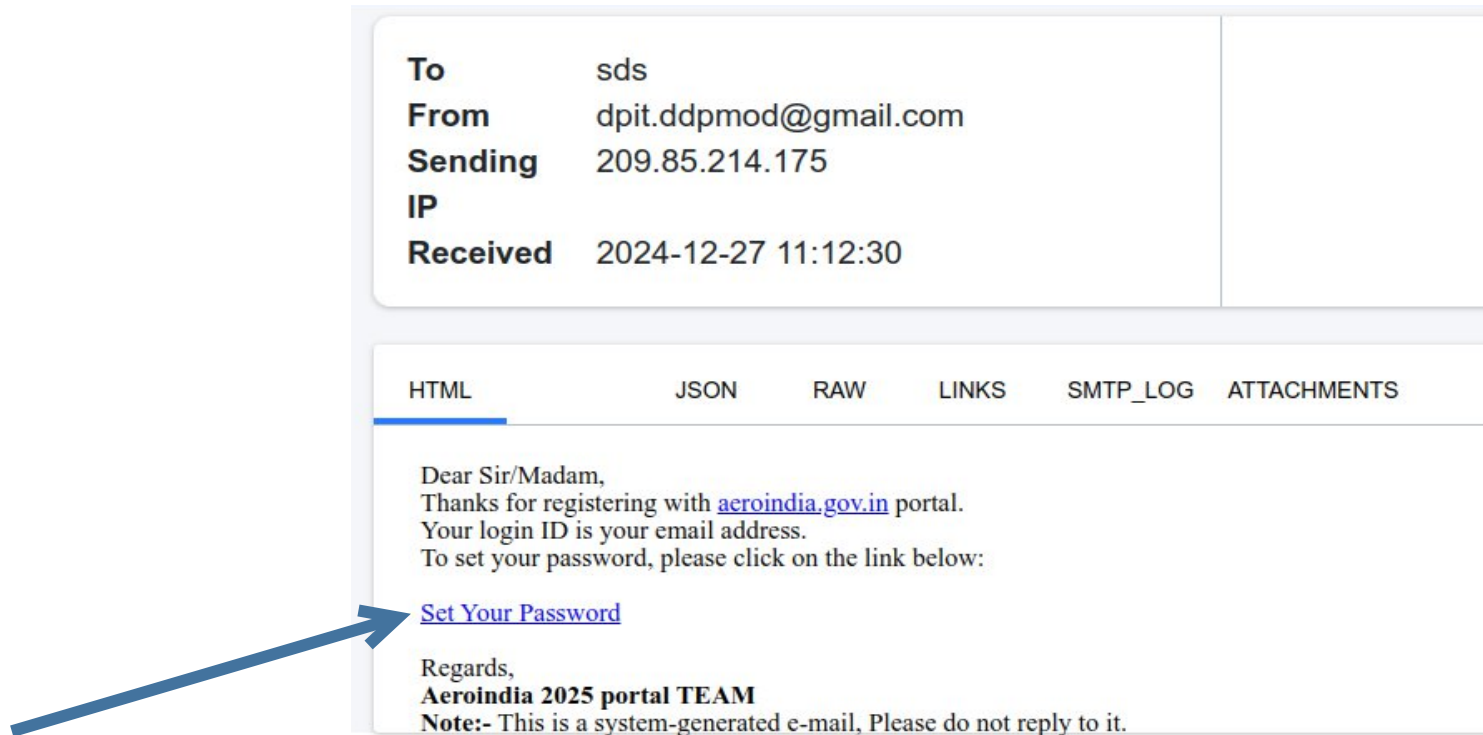 To sds
From dpit.ddpmod@gmail.com
Sending 209.85.214.175
IP
Received 2024-12-27 11:12:30
HTML JSON RAW LINKS SMTP_LOG ATTACHMENTS
Dear Sir/Madam,
Thanks for registering with aeroindia.gov.in portal.
Your login ID is your email address.
To set your password, please click on the link below:
Set Your Password
Regards,
Aeroindia 2025 portal TEAM
Note:- This is a system-generated e-mail, Please do not reply to it.